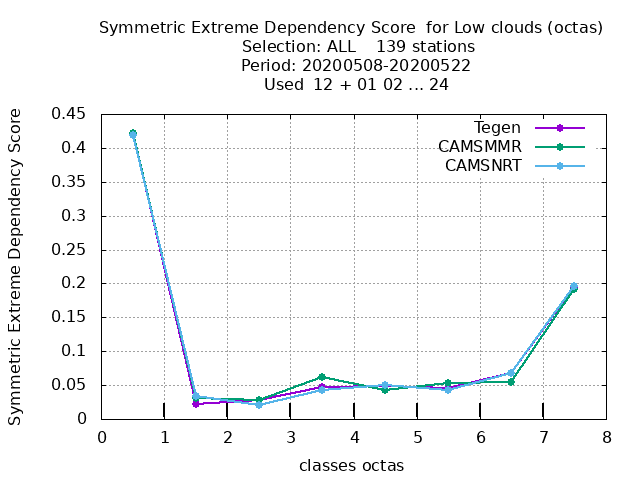 Symmetric Extreme Dependency Score  for Low clouds (octas)
Selection: ALL    139 stations
Period: 20200508-20200522
Used  12 + 01 02 ... 24
Symmetric Extreme Dependency Score
0.45
0.4
0.35
0.3
0.25
0.2
0.15
0.1
0.05
0
Tegen
CAMSMMR
CAMSNRT
0 1 2 3 4 5 6 7 8
classes octas